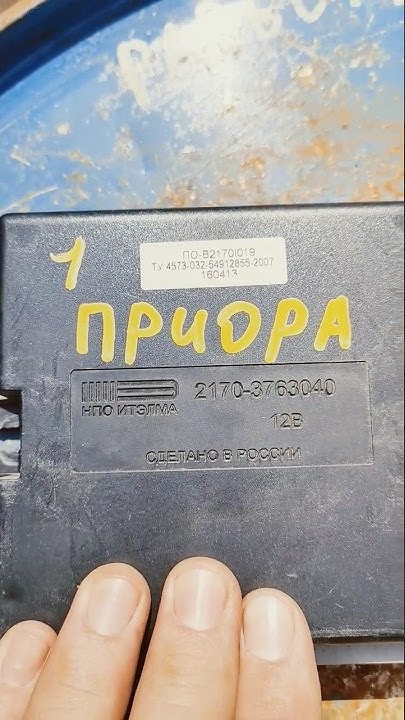 ПО-В2170I019
ТУ 4573-032-54912855-2007
160413
1
ПРИОРА
НПО ИТЭЛМА
2170-3763040
12В
СДЕЛАНО В РОССИИ